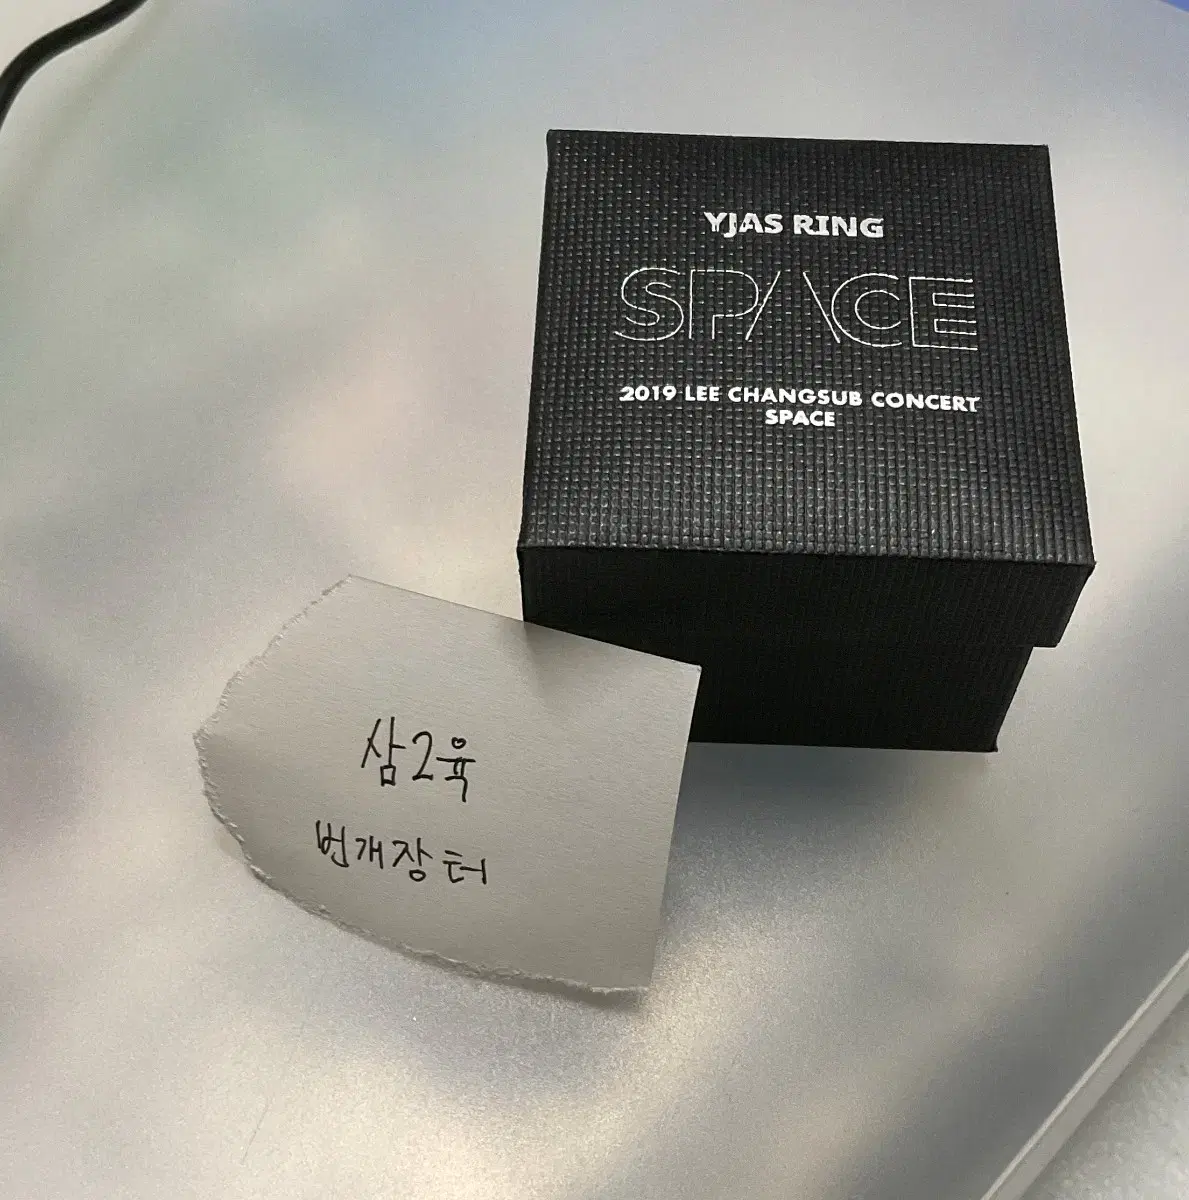 YJAS RING
SPACE
2019 LEE CHANGSUB CONCERT
SPACE
삼2육
번개장터